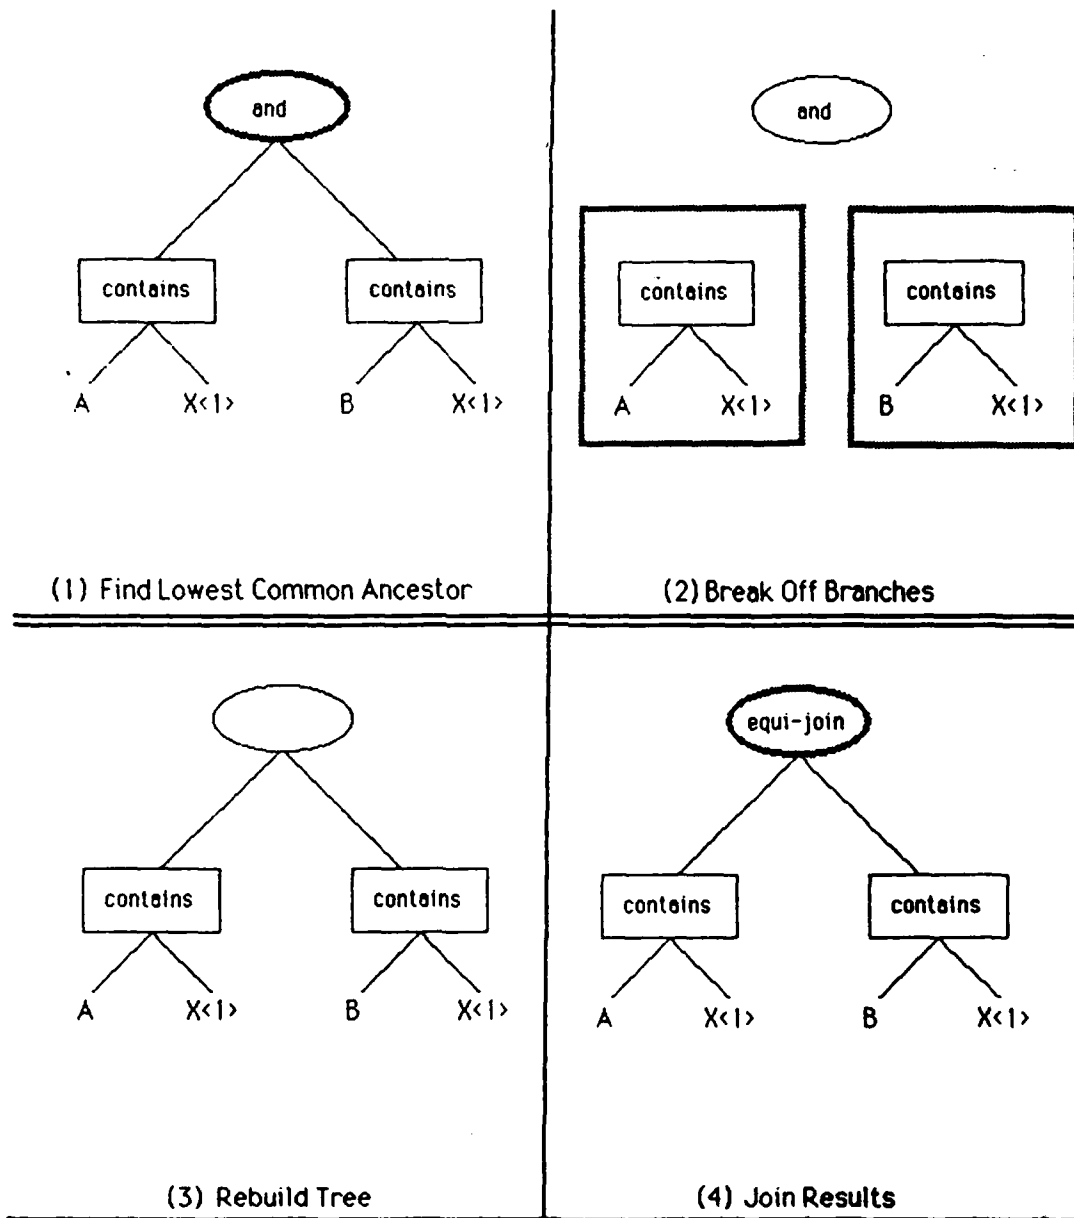 and
contains contains
A X<1> B X<1>
(1) Find Lowest Common Ancestor
and
contains contains
A X<1> B X<1>
(2) Break Off Branches
contains contains
A X<1> B X<1>
(3) Rebuild Tree
equi-join
contains contains
A X<1> B X<1>
(4) Join Results